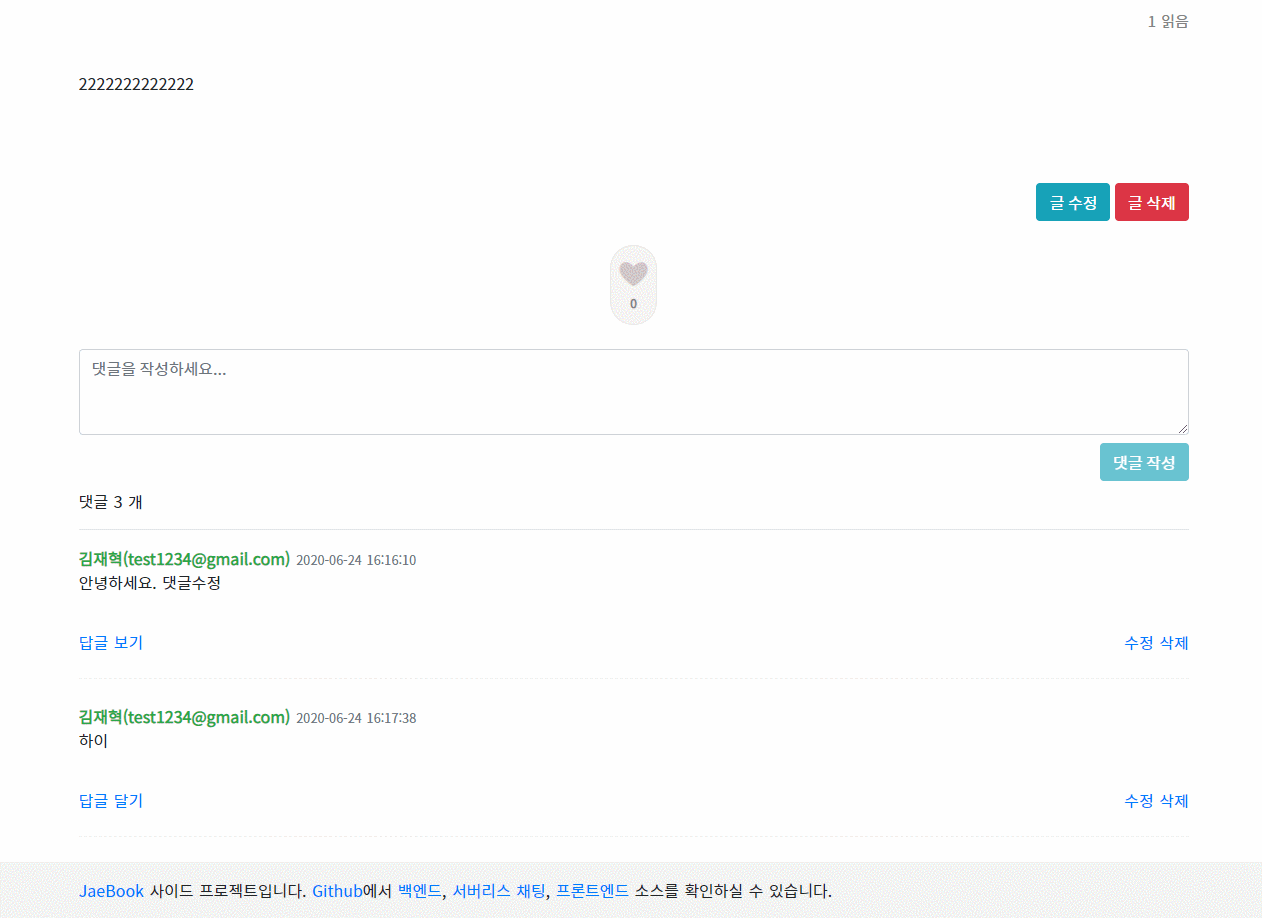 1 읽음
2222222222222
글 수정 글 삭제
0
댓글을 작성하세요...
댓글 작성
댓글 3 개
김재혁(test1234@gmail.com) 2020-06-24 16:16:10
안녕하세요. 댓글수정
답글 보기 수정 삭제
김재혁(test1234@gmail.com) 2020-06-24 16:17:38
하이
답글 달기 수정 삭제
JaeBook 사이드 프로젝트입니다. Github에서 백엔드, 서버리스 채팅, 프론트엔드 소스를 확인하실 수 있습니다.